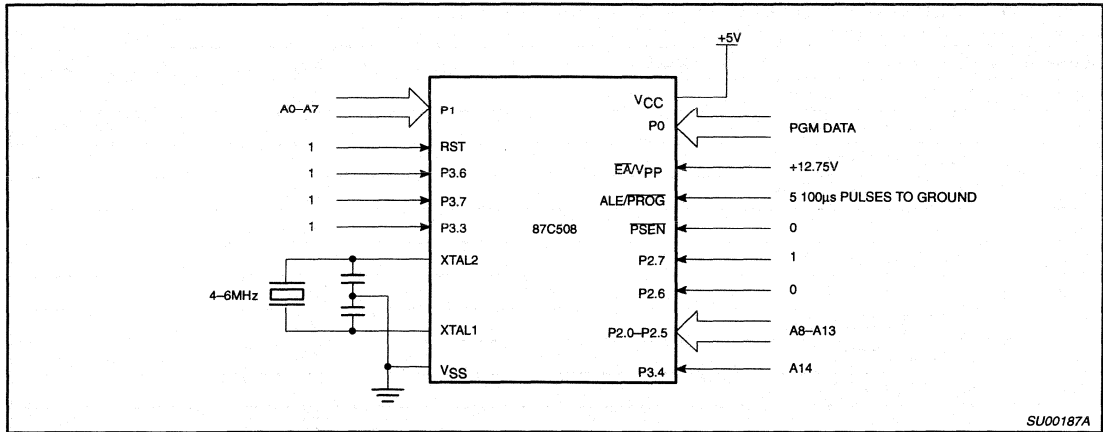 +5V
A0–A7
P1
VCC
P0
PGM DATA
1
RST
EA/VPP
+12.75V
1
P3.6
ALE/PROG
5 100µs PULSES TO GROUND
1
P3.7
PSEN
0
1
P3.3
87C508
P2.7
1
XTAL2
P2.6
0
4–6MHz
XTAL1
P2.0–P2.5
A8–A13
VSS
P3.4
A14
SU00187A